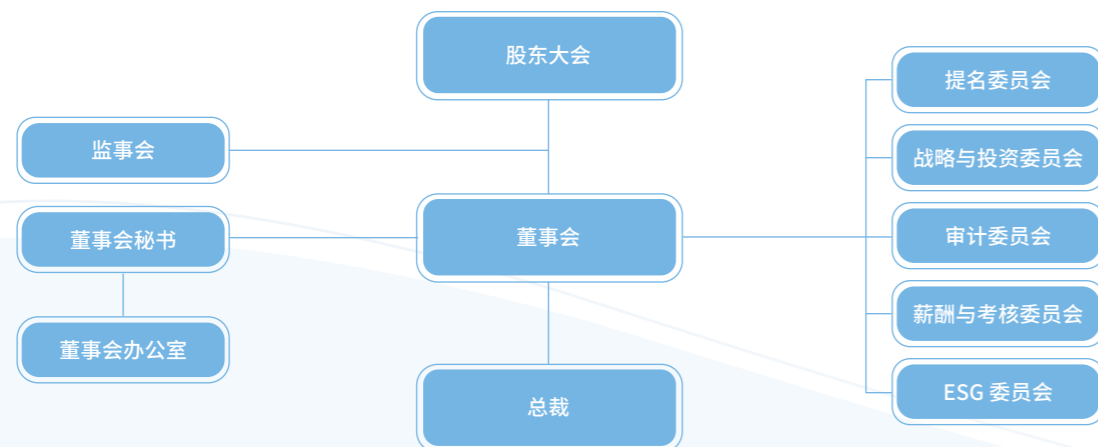 股东大会
监事会
董事会秘书
董事会办公室
董事会
总裁
提名委员会
战略与投资委员会
审计委员会
薪酬与考核委员会
ESG 委员会